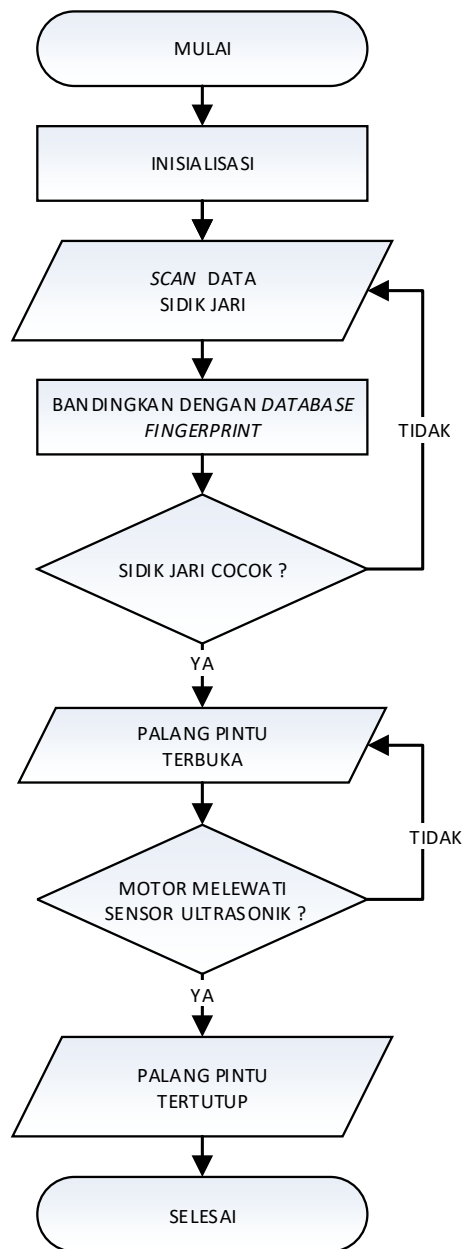 MULAI
INISIALISASI
SCAN DATA
SIDIK JARI
BANDINGKAN DENGAN DATABASE
FINGERPRINT
TIDAK
SIDIK JARI COCOK ?
YA
PALANG PINTU
TERBUKA
TIDAK
MOTOR MELEWATI
SENSOR ULTRASONIK ?
YA
PALANG PINTU
TERTUTUP
SELESAI